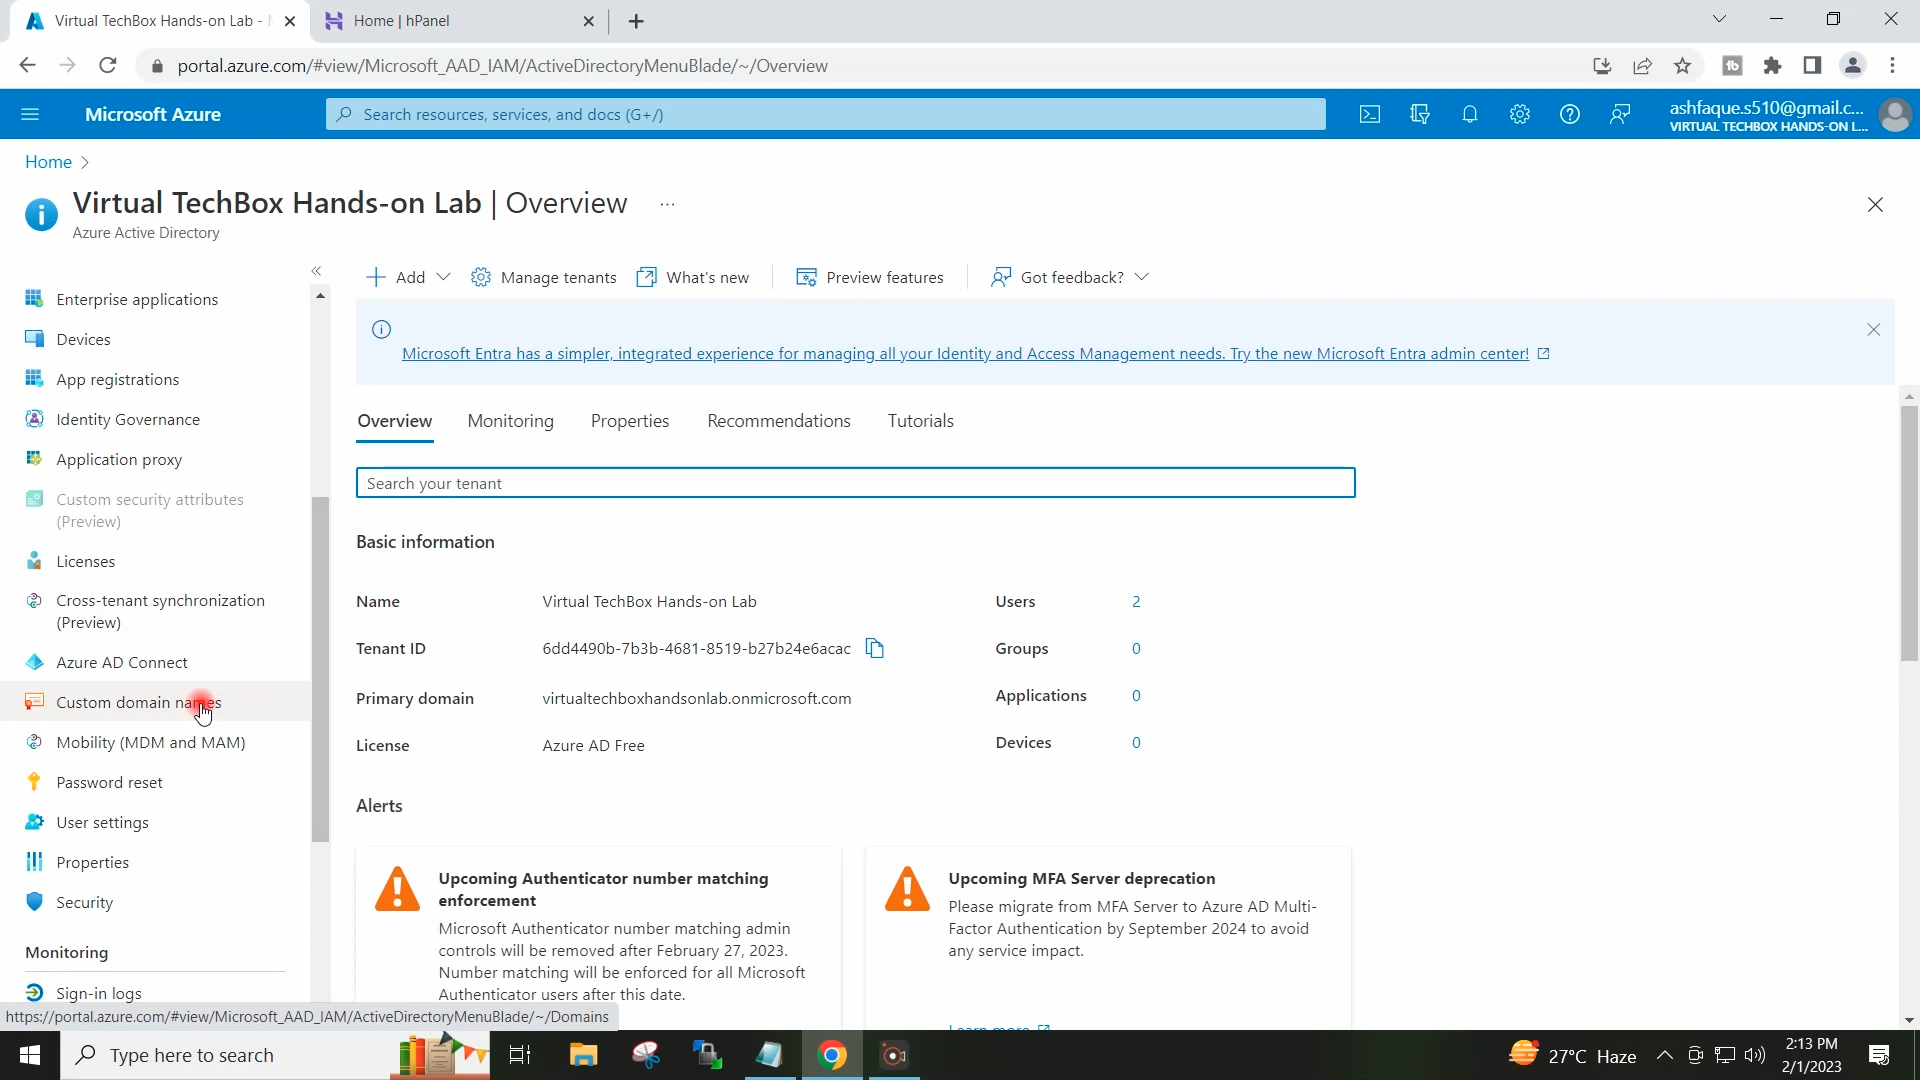 Virtual TechBox Hands-on Lab -
Home | hPanel
portal.azure.com/#view/Microsoft_AAD_IAM/ActiveDirectoryMenuBlade/~/Overview
Microsoft Azure
Search resources, services, and docs (G+/)
ashfaque.s510@gmail.c...
VIRTUAL TECHBOX HANDS-ON L...
Home >
Virtual TechBox Hands-on Lab | Overview ...
Azure Active Directory
Enterprise applications
Devices
App registrations
Identity Governance
Application proxy
Custom security attributes
(Preview)
Licenses
Cross-tenant synchronization
(Preview)
Azure AD Connect
Custom domain names
Mobility (MDM and MAM)
Password reset
User settings
Properties
Security
Monitoring
Sign-in logs
https://portal.azure.com/#view/Microsoft_AAD_IAM/ActiveDirectoryMenuBlade/~/Domains
Add
Manage tenants
What's new
Preview features
Got feedback?
Microsoft Entra has a simpler, integrated experience for managing all your Identity and Access Management needs. Try the new Microsoft Entra admin center!
Overview
Monitoring
Properties
Recommendations
Tutorials
Search your tenant
Basic information
Name
Virtual TechBox Hands-on Lab
Users
2
Tenant ID
6dd4490b-7b3b-4681-8519-b27b24e6acac
Groups
0
Primary domain
virtualtechboxhandsonlab.onmicrosoft.com
Applications
0
License
Azure AD Free
Devices
0
Alerts
Upcoming Authenticator number matching
enforcement
Microsoft Authenticator number matching admin
controls will be removed after February 27, 2023.
Number matching will be enforced for all Microsoft
Authenticator users after this date.
Upcoming MFA Server deprecation
Please migrate from MFA Server to Azure AD Multi-
Factor Authentication by September 2024 to avoid
any service impact.
Learn more
Type here to search
27°C Haze
2:13 PM
2/1/2023